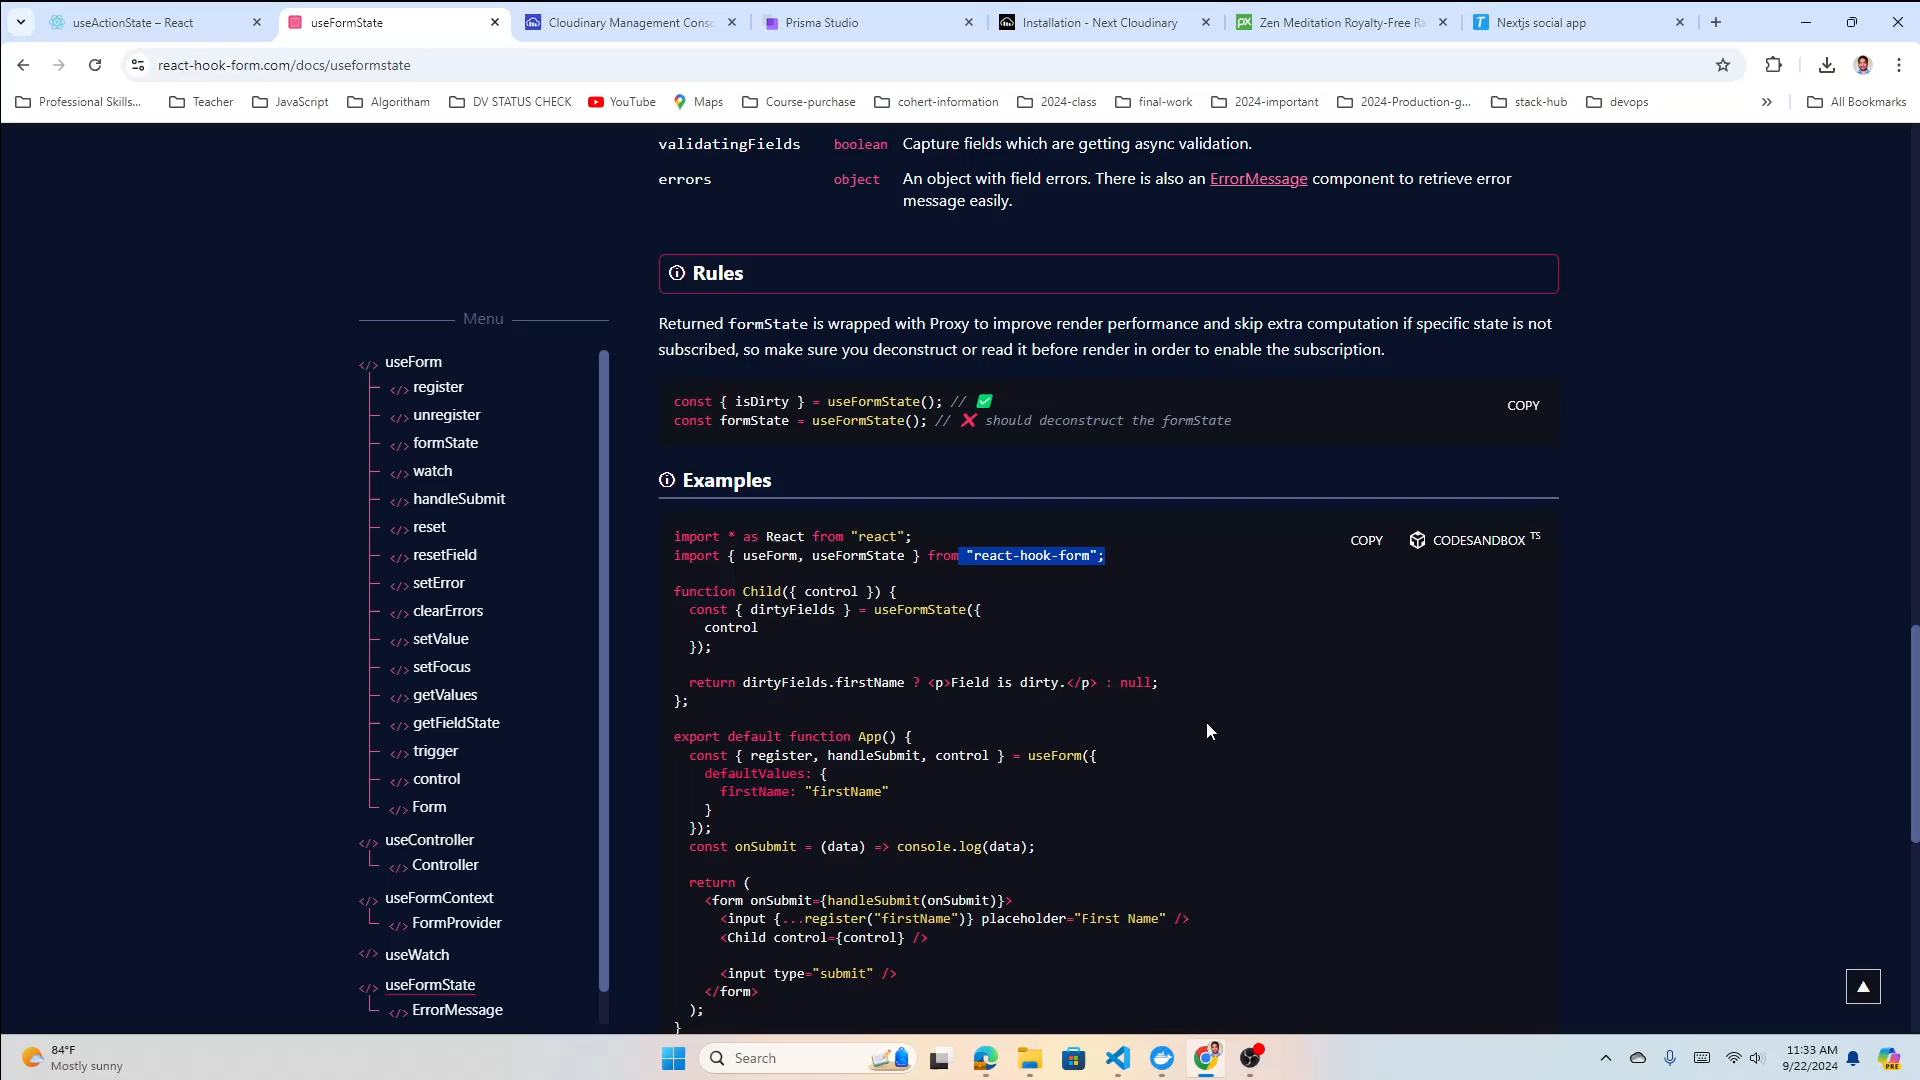 useActionState – React
useFormState
Cloudinary Management Conso
Prisma Studio
Installation - Next Cloudinary
Zen Meditation Royalty-Free Ra
Nextjs social app
react-hook-form.com/docs/useformstate
Professional Skills...
Teacher
JavaScript
Algoritham
DV STATUS CHECK
YouTube
Maps
Course-purchase
cohert-information
2024-class
final-work
2024-important
2024-Production-g...
stack-hub
devops
All Bookmarks
validatingFields boolean Capture fields which are getting async validation.
errors object An object with field errors. There is also an ErrorMessage component to retrieve error
message easily.
Rules
Returned formState is wrapped with Proxy to improve render performance and skip extra computation if specific state is not
subscribed, so make sure you deconstruct or read it before render in order to enable the subscription.
const { isDirty } = useFormState(); // ✅
const formState = useFormState(); // ❌ should deconstruct the formState
COPY
Examples
import * as React from "react";
import { useForm, useFormState } from "react-hook-form";
COPY
CODESANDBOX TS
function Child({ control }) {
const { dirtyFields } = useFormState({
control
});
return dirtyFields.firstName ? <p>Field is dirty.</p> : null;
};
export default function App() {
const { register, handleSubmit, control } = useForm({
defaultValues: {
firstName: "firstName"
}
});
const onSubmit = (data) => console.log(data);
return (
<form onSubmit={handleSubmit(onSubmit)}>
<input {...register("firstName")} placeholder="First Name" />
<Child control={control} />
<input type="submit" />
</form>
);
}
Menu
useForm
register
unregister
formState
watch
handleSubmit
reset
resetField
setError
clearErrors
setValue
setFocus
getValues
getFieldState
trigger
control
Form
useController
Controller
useFormContext
FormProvider
useWatch
useFormState
ErrorMessage
84°F
Mostly sunny
Search
11:33 AM
9/22/2024